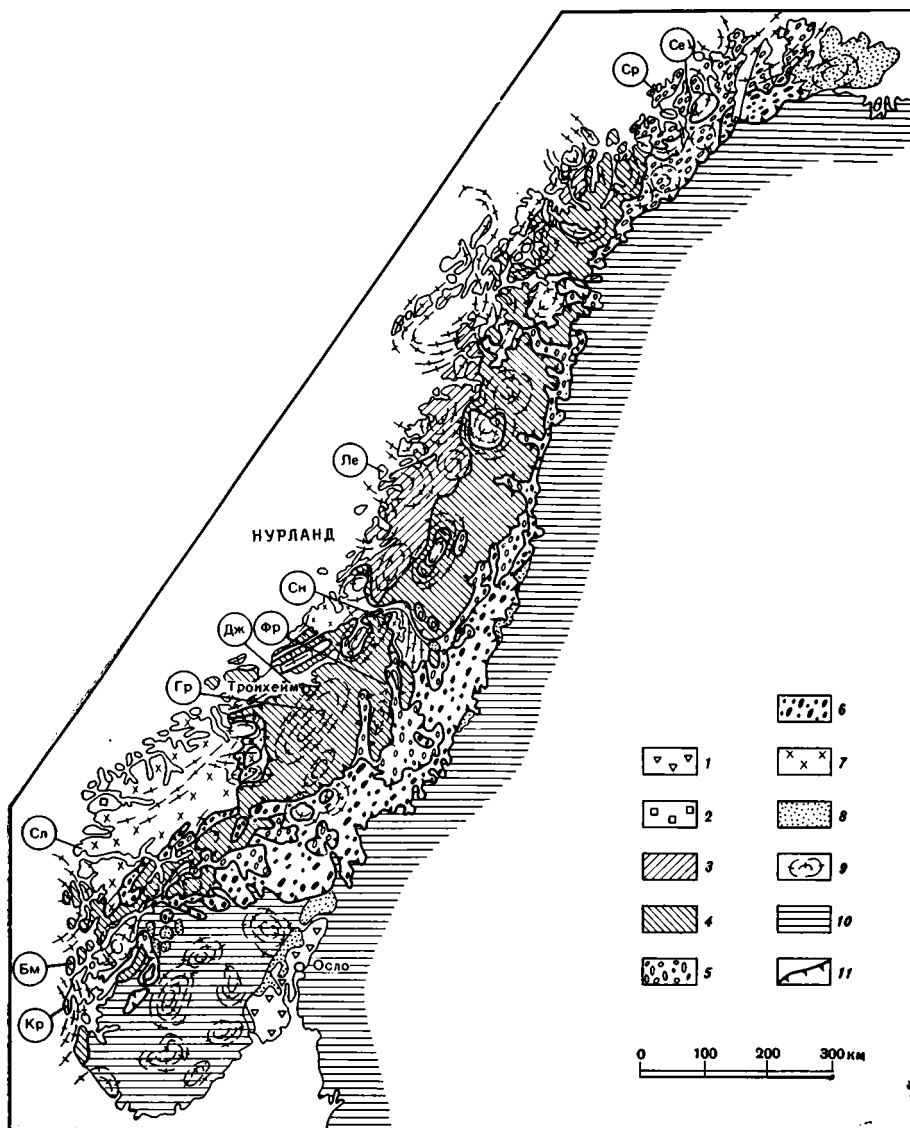 Се
Ср
Ле
НУРЛАНД
Сн
Дж
Фр
Тронхейм
Гр
Сл
Бм
Осло
Кр
1
2
3
4
5
6
7
8
9
10
11
0 100 200 300 км